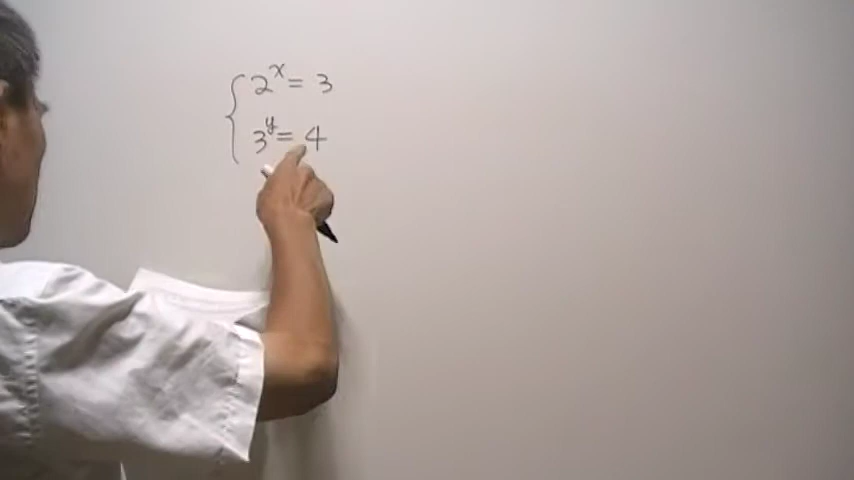 2^x = 3
3^y = 4